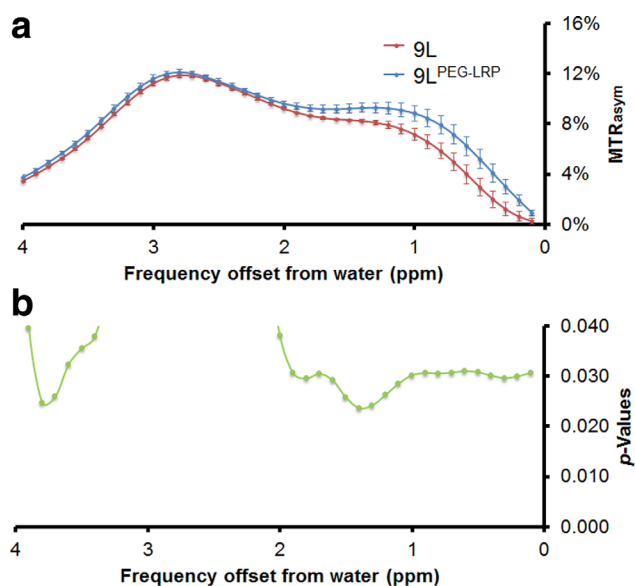 a
16%
9L
9LPEG-LRP
12%
8%
4%
0%
MTRasym
4 3 2 1 0
Frequency offset from water (ppm)
b
0.040
0.030
0.020
0.010
0.000
p-Values
4 3 2 1 0
Frequency offset from water (ppm)